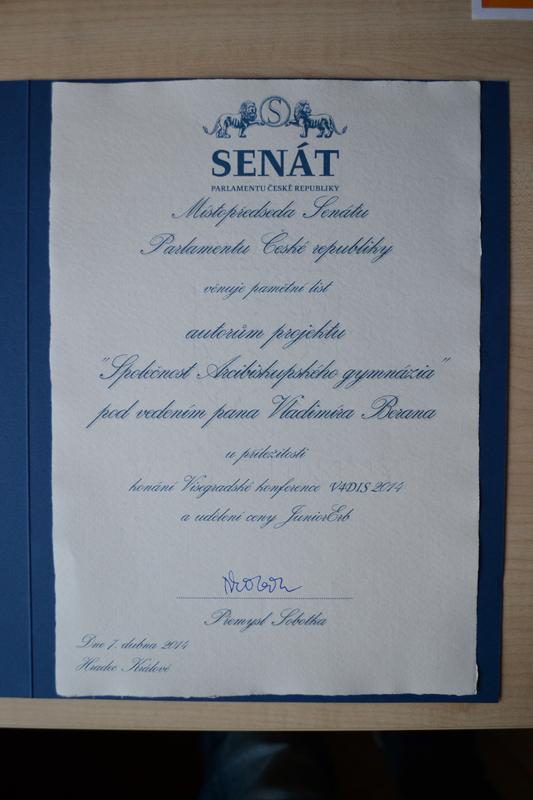 S
SENÁT
PARLAMENTU ČESKÉ REPUBLIKY
Místopředseda Senátu
Parlamentu České republiky
věnuje pamětní list
autorům projektu
"Společnost Arcibiskupského gymnázia"
pod vedením pana Vladimíra Berana
u příležitosti
konání Visegradské konference V4DIS 2014
a udělení ceny JuniorErb
Přemysl Sobotka
Dne 7. dubna 2014
Hradec Králové